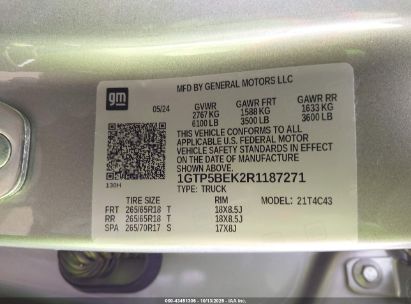 gm
MFD BY GENERAL MOTORS LLC
05/24 GVWR GAWR FRT GAWR RR
2767 KG 1588 KG 1633 KG
6100 LB 3500 LB 3600 LB
THIS VEHICLE CONFORMS TO ALL
APPLICABLE U.S. FEDERAL MOTOR
VEHICLE SAFETY STANDARDS IN EFFECT
ON THE DATE OF MANUFACTURE
SHOWN ABOVE.
1GTP5BEK2R1187271
130H TYPE: TRUCK
TIRE SIZE RIM MODEL: 21T4C43
FRT 265/65R18 T 18X8.5J
RR 265/65R18 T 18X8.5J
SPA 265/70R17 S 17X8J